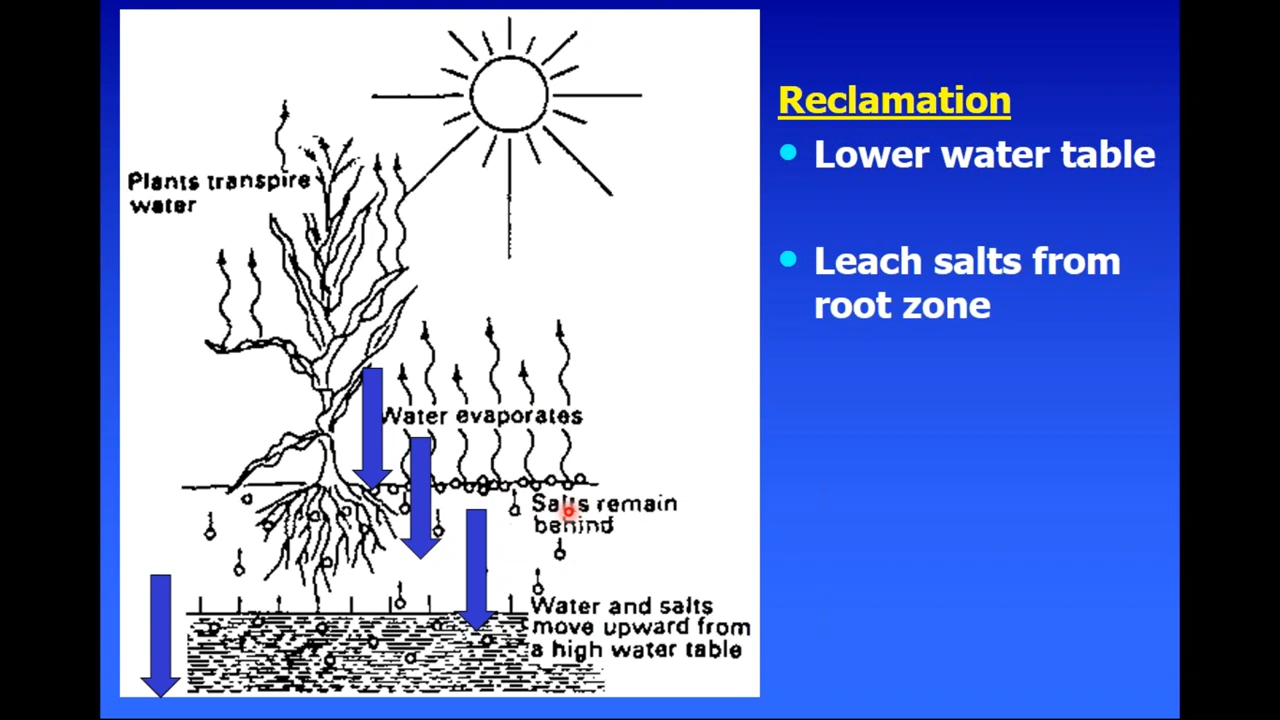 Plants transpire
water
Water evaporates
Salts remain
behind
Water and salts
move upward from
a high water table
Reclamation
Lower water table
Leach salts from
root zone